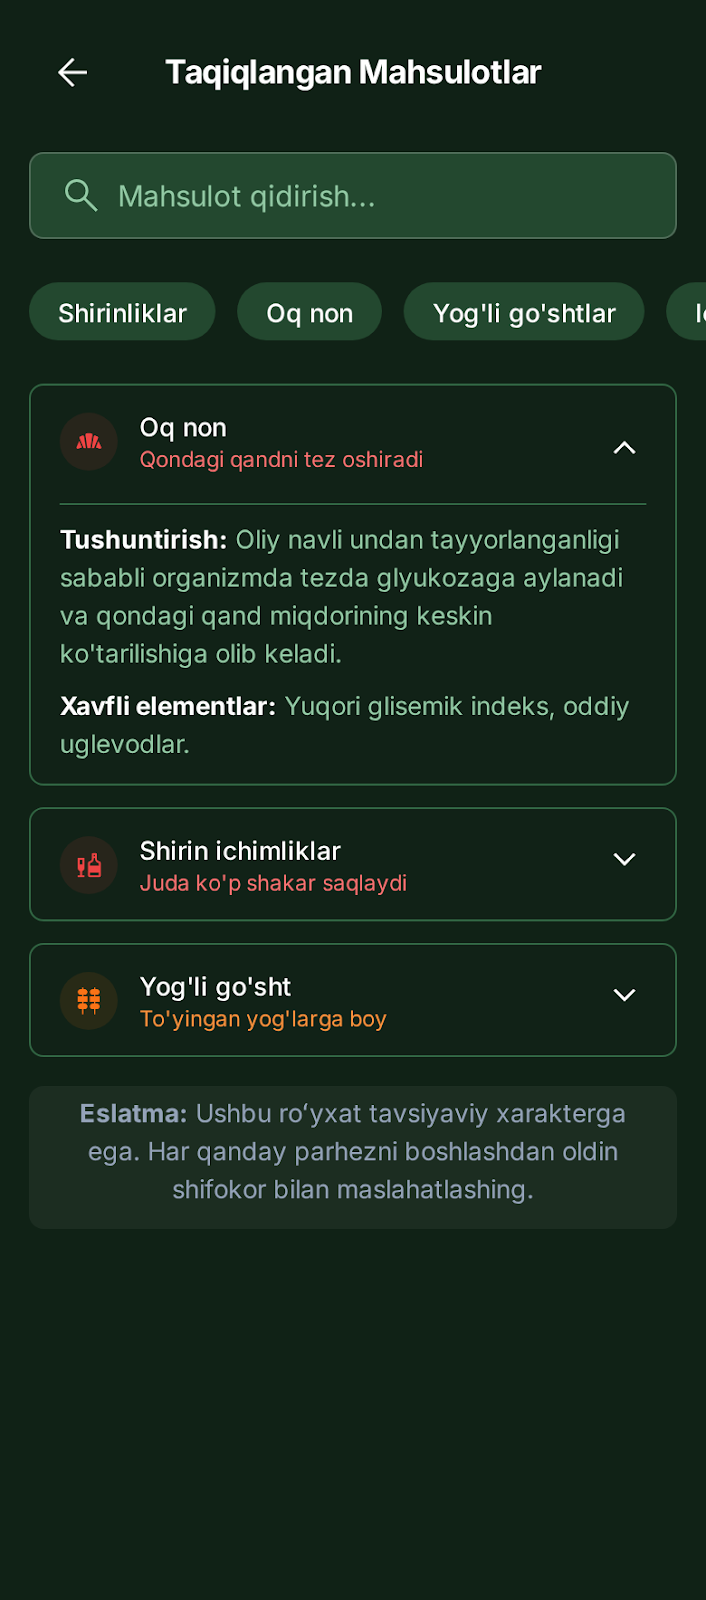 Taqiqlangan Mahsulotlar
Mahsulot qidirish...
Shirinliklar
Oq non
Yog'li go'shtlar
Oq non
Qondagi qandni tez oshiradi
Tushuntirish: Oliy navli undan tayyorlanganligi
sababli organizmda tezda glyukozaga aylanadi
va qondagi qand miqdorining keskin
ko'tarilishiga olib keladi.
Xavfli elementlar: Yuqori glisemik indeks, oddiy
uglevodlar.
Shirin ichimliklar
Juda ko'p shakar saqlaydi
Yog'li go'sht
To'yingan yog'larga boy
Eslatma: Ushbu roʻyxat tavsiyaviy xarakterga
ega. Har qanday parhezni boshlashdan oldin
shifokor bilan maslahatlashing.